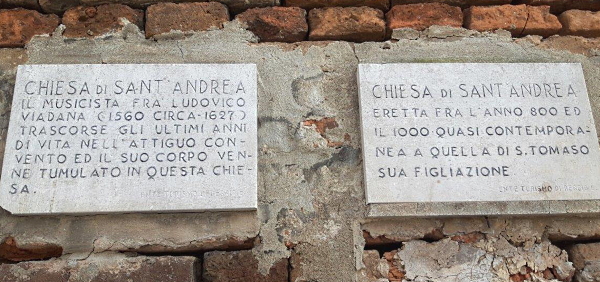 CHIESA di SANT'ANDREA
IL MUSICISTA FRA' LUDOVICO
VIADANA (1560 CIRCA-1627)
TRASCORSE GLI ULTIMI ANNI
DI VITA NELL'ATTIGUO CON-
VENTO ED IL SUO CORPO VEN-
NE TUMULATO IN QUESTA CHIE-
SA.
CHIESA di SANT'ANDREA
ERETTA FRA L'ANNO 800 ED
IL 1000 QUASI CONTEMPORA-
NEA A QUELLA DI S. TOMASO
SUA FIGLIAZIONE
ENTE TURISMO DI